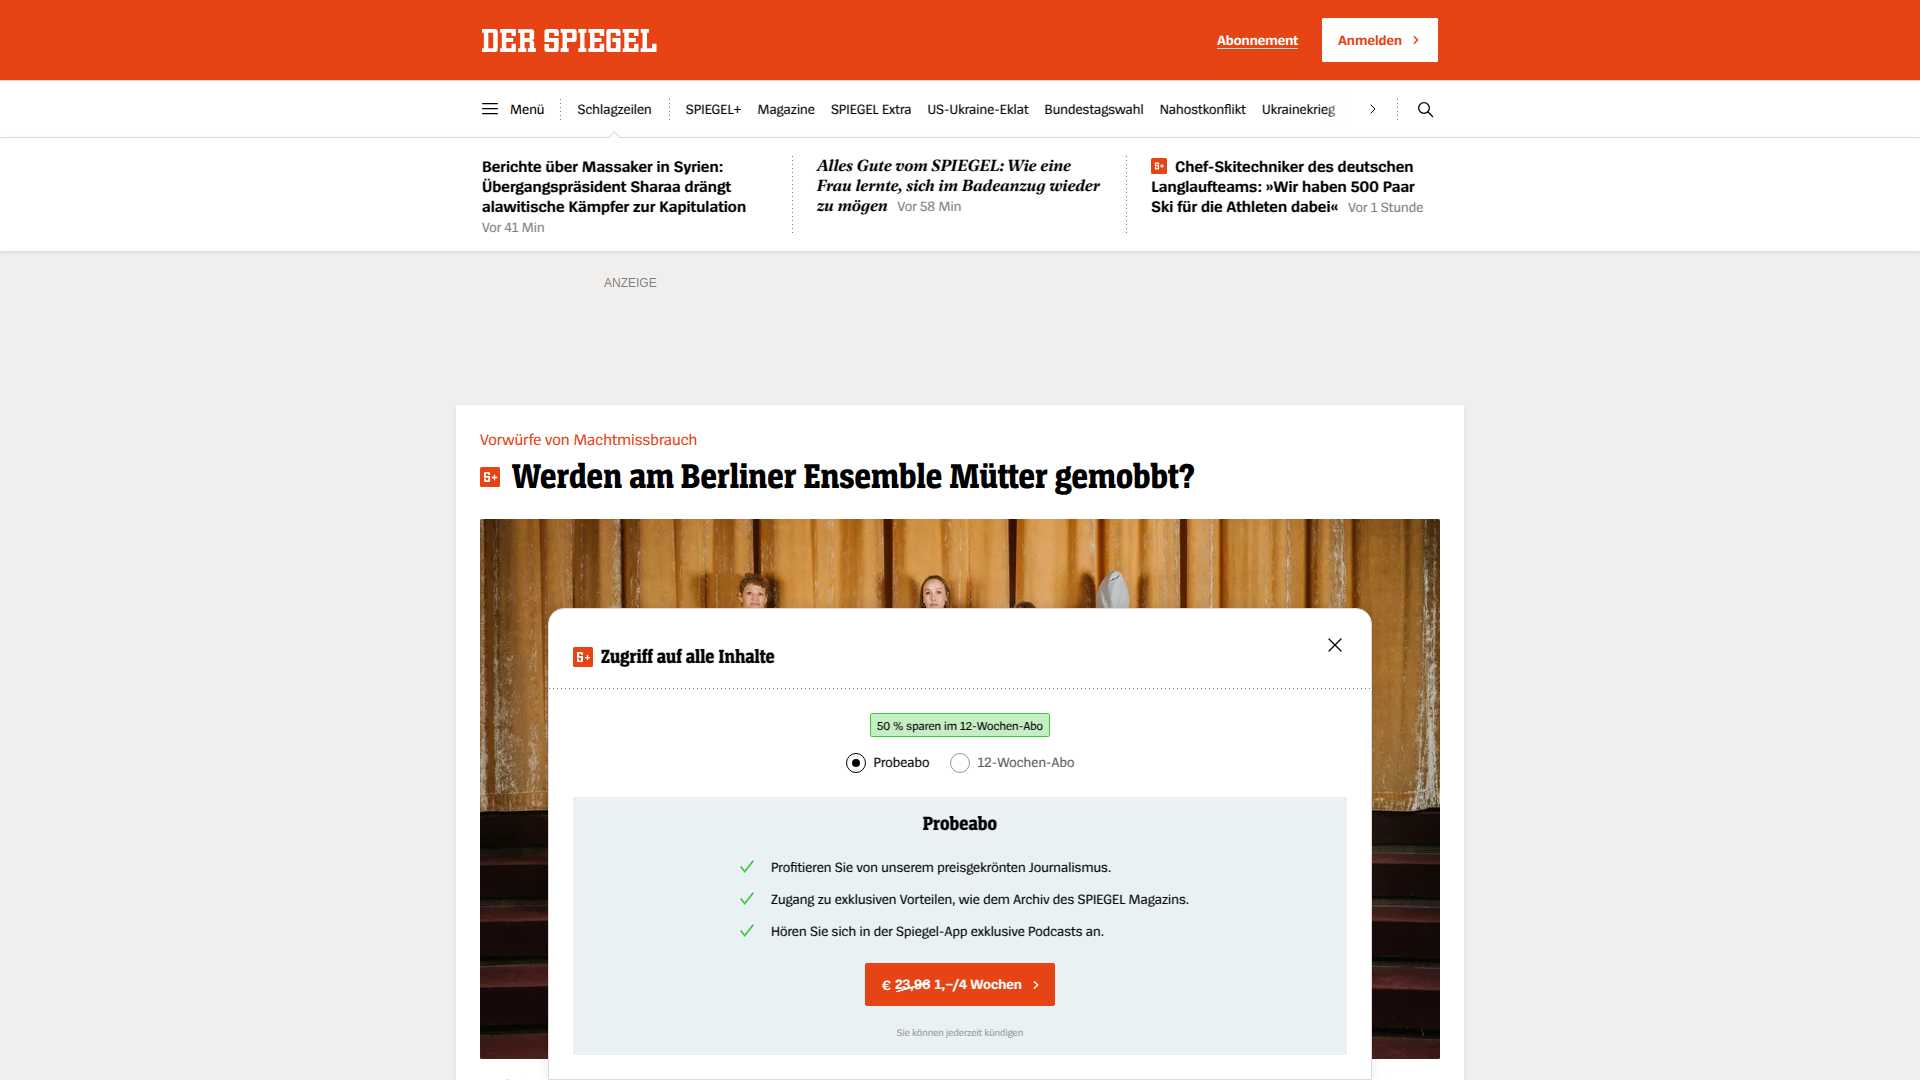 DER SPIEGEL
Abonnement
Anmelden
Menü
Schlagzeilen
SPIEGEL+
Magazine
SPIEGEL Extra
US-Ukraine-Eklat
Bundestagswahl
Nahostkonflikt
Ukrainekrieg
Berichte über Massaker in Syrien:
Übergangspräsident Sharaa drängt
alawitische Kämpfer zur Kapitulation
Vor 41 Min
Alles Gute vom SPIEGEL: Wie eine
Frau lernte, sich im Badeanzug wieder
zu mögen Vor 58 Min
S+ Chef-Skitechniker des deutschen
Langlaufteams: »Wir haben 500 Paar
Ski für die Athleten dabei« Vor 1 Stunde
ANZEIGE
Vorwürfe von Machtmissbrauch
S+ Werden am Berliner Ensemble Mütter gemobbt?
S+ Zugriff auf alle Inhalte
50 % sparen im 12-Wochen-Abo
Probeabo
12-Wochen-Abo
Probeabo
Profitieren Sie von unserem preisgekrönten Journalismus.
Zugang zu exklusiven Vorteilen, wie dem Archiv des SPIEGEL Magazins.
Hören Sie sich in der Spiegel-App exklusive Podcasts an.
€ 23,96 1,–/4 Wochen
Sie können jederzeit kündigen